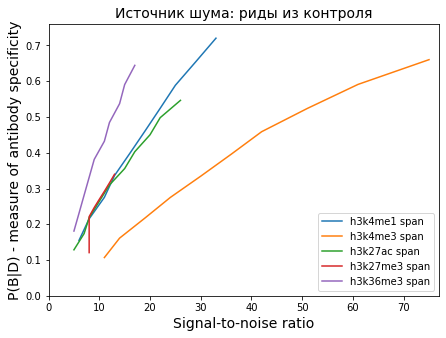 Источник шума: риды из контроля
P(B|D) - measure of antibody specificity
0.7
0.6
0.5
0.4
0.3
0.2
0.1
0.0
0 10 20 30 40 50 60 70
Signal-to-noise ratio
h3k4me1 span
h3k4me3 span
h3k27ac span
h3k27me3 span
h3k36me3 span